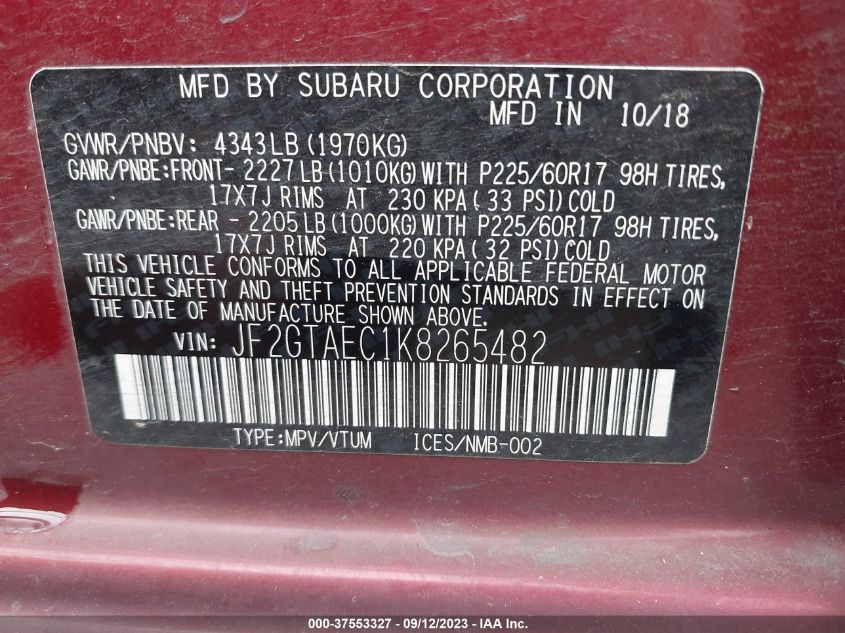 MFD BY SUBARU CORPORATION
MFD IN 10/18
GVWR/PNBV: 4343LB (1970KG)
GAWR/PNBE:FRONT- 2227LB (1010KG) WITH P225/60R17 98H TIRES,
17X7J RIMS AT 230 KPA( 33 PSI) COLD
GAWR/PNBE:REAR - 2205LB (1000KG) WITH P225/60R17 98H TIRES,
17X7J RIMS AT 220 KPA( 32 PSI) COLD
THIS VEHICLE CONFORMS TO ALL APPLICABLE FEDERAL MOTOR
VEHICLE SAFETY AND THEFT PREVENTION STANDARDS IN EFFECT ON
THE DATE OF MANUFACTURE SHOWN ABOVE.
VIN: JF2GTAEC1K8265482
TYPE:MPV/VTUM ICES/NMB-002
000-37553327 - 09/12/2023 - IAA Inc.